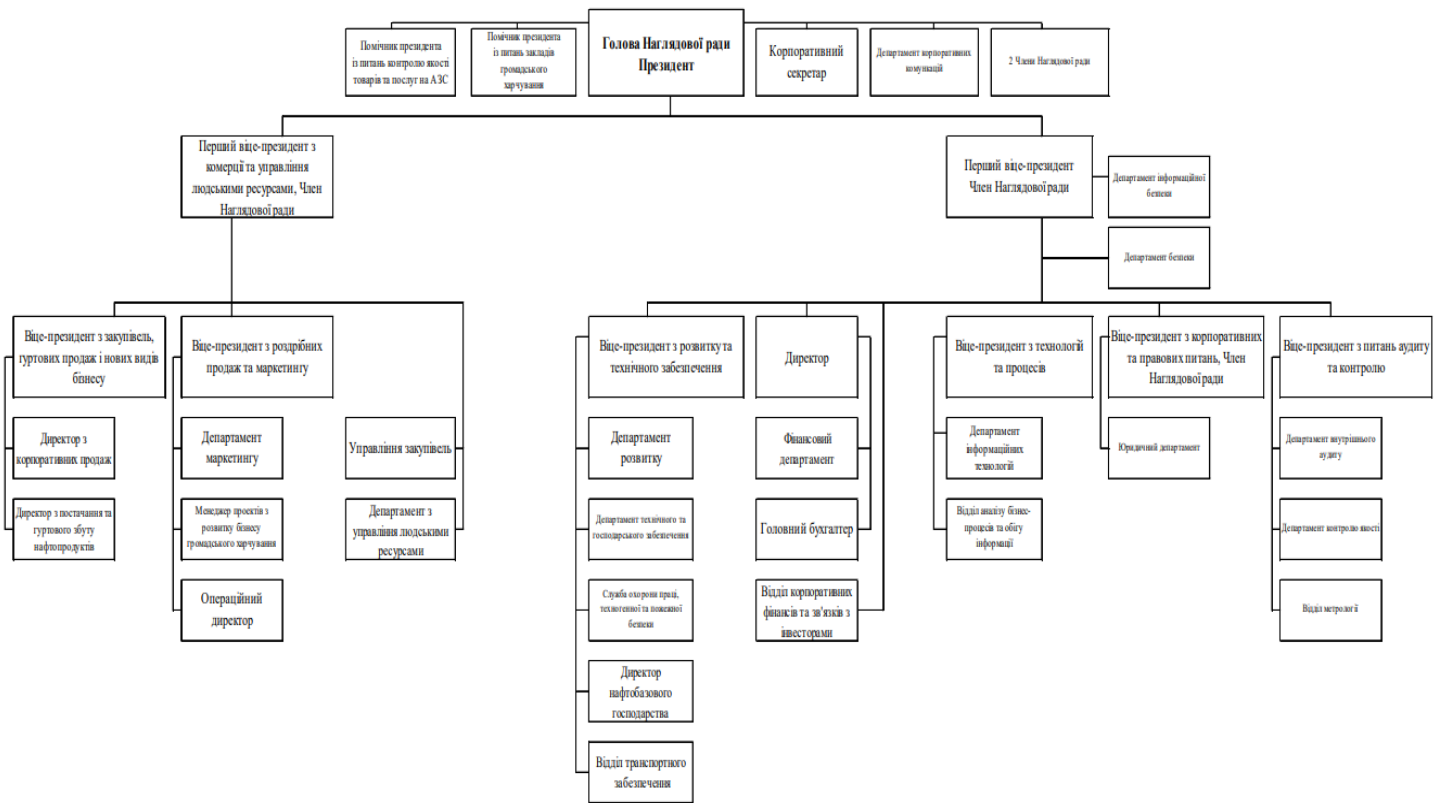 Помічник президента
із питань контролю якості
товарів та послуг на АЗС
Помічник президента
із питань закладів
громадського
харчування
Голова Наглядової ради
Президент
Корпоративний
секретар
Департамент корпоративних
комунікацій
2 Члени Наглядової ради
Перший віце-президент з
комерції та управління
людськими ресурсами, Член
Наглядової ради
Перший віце-президент
Член Наглядової ради
Департамент інформаційної
безпеки
Департамент безпеки
Віце-президент з закупівель,
гуртових продаж і нових видів
бізнесу
Віце-президент з роздрібних
продаж та маркетингу
Віце-президент з розвитку та
технічного забезпечення
Директор
Віце-президент з технологій
та процесів
Віце-президент з корпоративних
та правових питань, Член
Наглядової ради
Віце-президент з питань аудиту
та контролю
Директор з
корпоративних продаж
Департамент
маркетингу
Управління закупівель
Департамент
розвитку
Фінансовий
департамент
Департамент
інформаційних
технологій
Юридичний департамент
Департамент внутрішнього
аудиту
Директор з постачання та
гуртового збуту
нафтопродуктів
Менеджер проектів з
розвитку бізнесу
громадського харчування
Департамент з
управління людськими
ресурсами
Департамент технічного та
господарського забезпечення
Головний бухгалтер
Відділ аналізу бізнес-
процесів та обігу
інформації
Департамент контролю якості
Операційний
директор
Служба охорони праці,
техногенної та пожежної
безпеки
Відділ корпоративних
фінансів та зв'язків з
інвесторами
Відділ метрології
Директор
нафтобазового
господарства
Відділ транспортного
забезпечення